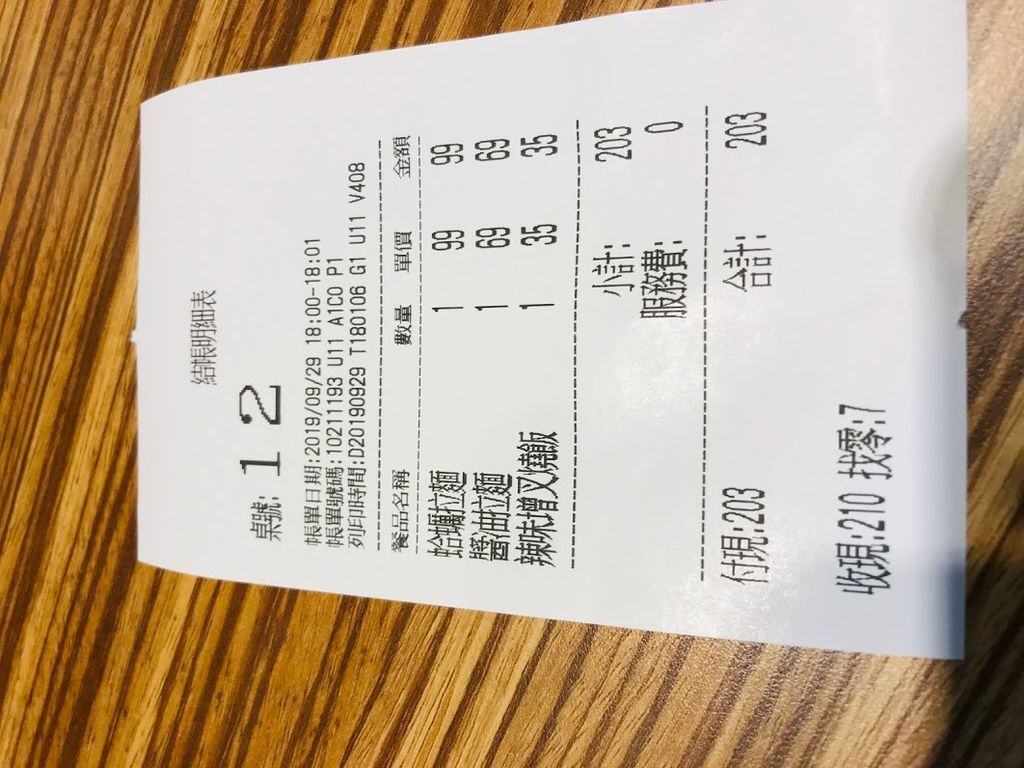 結帳明細表
桌號: 12
帳單日期:2019/09/29 18:00-18:01
帳單號碼:10211193 U11 A1CO P1
列印時間:D20190929 T180106 G1 U11 V408
餐品名稱 數量 單價 金額
蛤蠣拉麵 1 99 99
醬油拉麵 1 69 69
辣味增叉燒飯 1 35 35
小計: 203
服務費: 0
合計: 203
付現:203
收現:210 找零:7